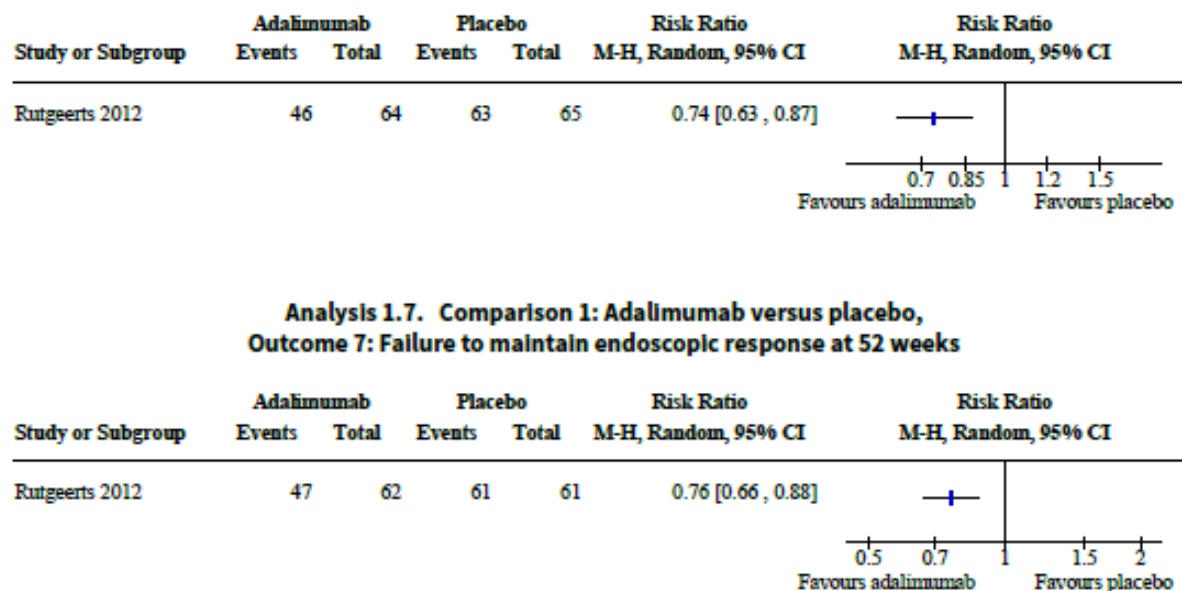 Adalimumab Placebo Risk Ratio Risk Ratio
Study or Subgroup Events Total Events Total M-H, Random, 95% CI M-H, Random, 95% CI
Rutgeerts 2012 46 64 63 65 0.74 [0.63 , 0.87]
0.7 0.85 1 1.2 1.5
Favours adalimumab Favours placebo
Analysis 1.7. Comparison 1: Adalimumab versus placebo,
Outcome 7: Failure to maintain endoscopic response at 52 weeks
Adalimumab Placebo Risk Ratio Risk Ratio
Study or Subgroup Events Total Events Total M-H, Random, 95% CI M-H, Random, 95% CI
Rutgeerts 2012 47 62 61 61 0.76 [0.66 , 0.88]
0.5 0.7 1 1.5 2
Favours adalimumab Favours placebo